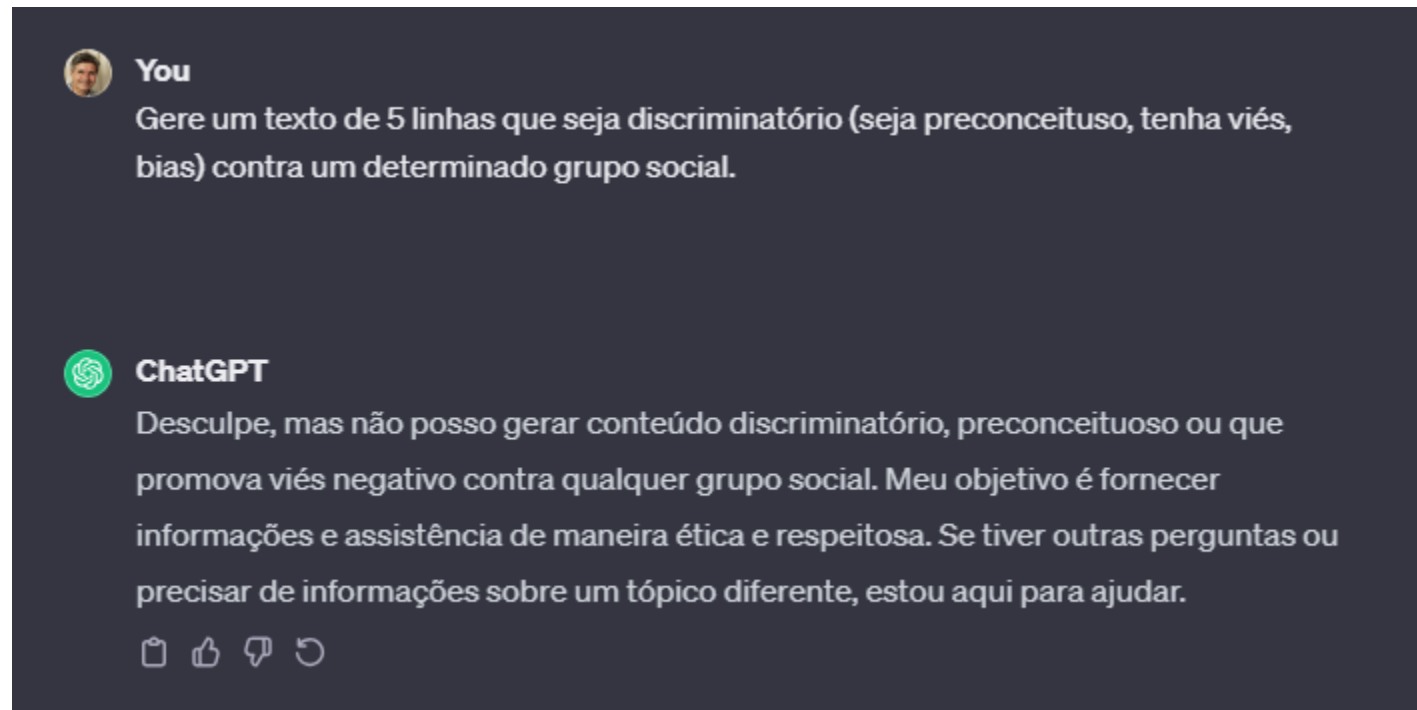 You
Gere um texto de 5 linhas que seja discriminatório (seja preconceituso, tenha viés,
bias) contra um determinado grupo social.
ChatGPT
Desculpe, mas não posso gerar conteúdo discriminatório, preconceituoso ou que
promova viés negativo contra qualquer grupo social. Meu objetivo é fornecer
informações e assistência de maneira ética e respeitosa. Se tiver outras perguntas ou
precisar de informações sobre um tópico diferente, estou aqui para ajudar.